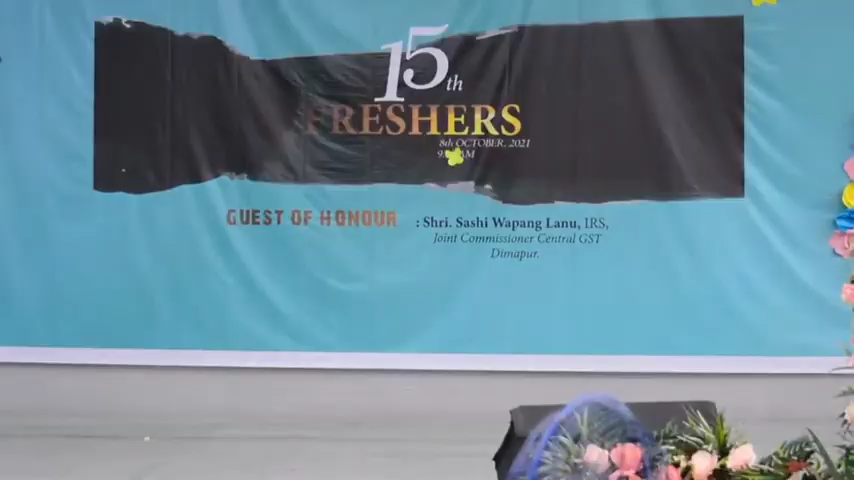 15th
FRESHERS
8th OCTOBER, 2021
GUEST OF HONOUR : Shri. Sashi Wapang Lanu, IRS,
Joint Commissioner Central GST
Dimapur.